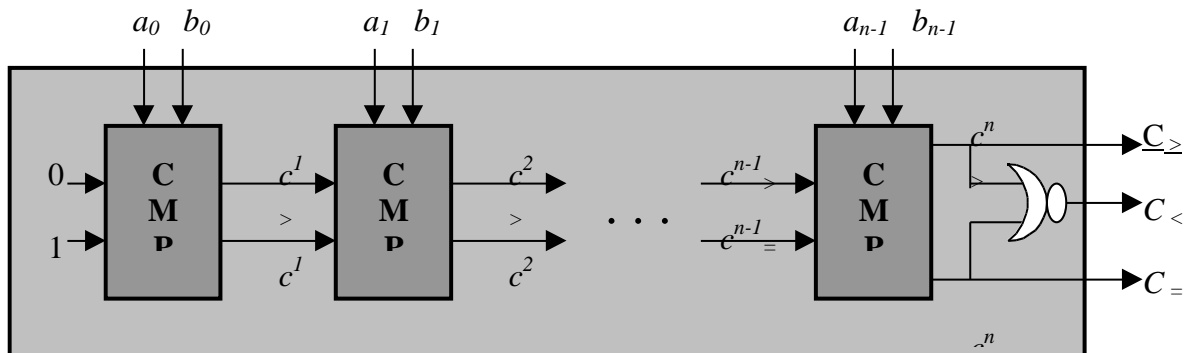 a0 b0 a1 b1 an-1 bn-1
C C C cn C >
0 c1 c2 cn-1 > >
M M M C <
> > . . .
1 P P cn-1 = P
c1 c2 C =
cn